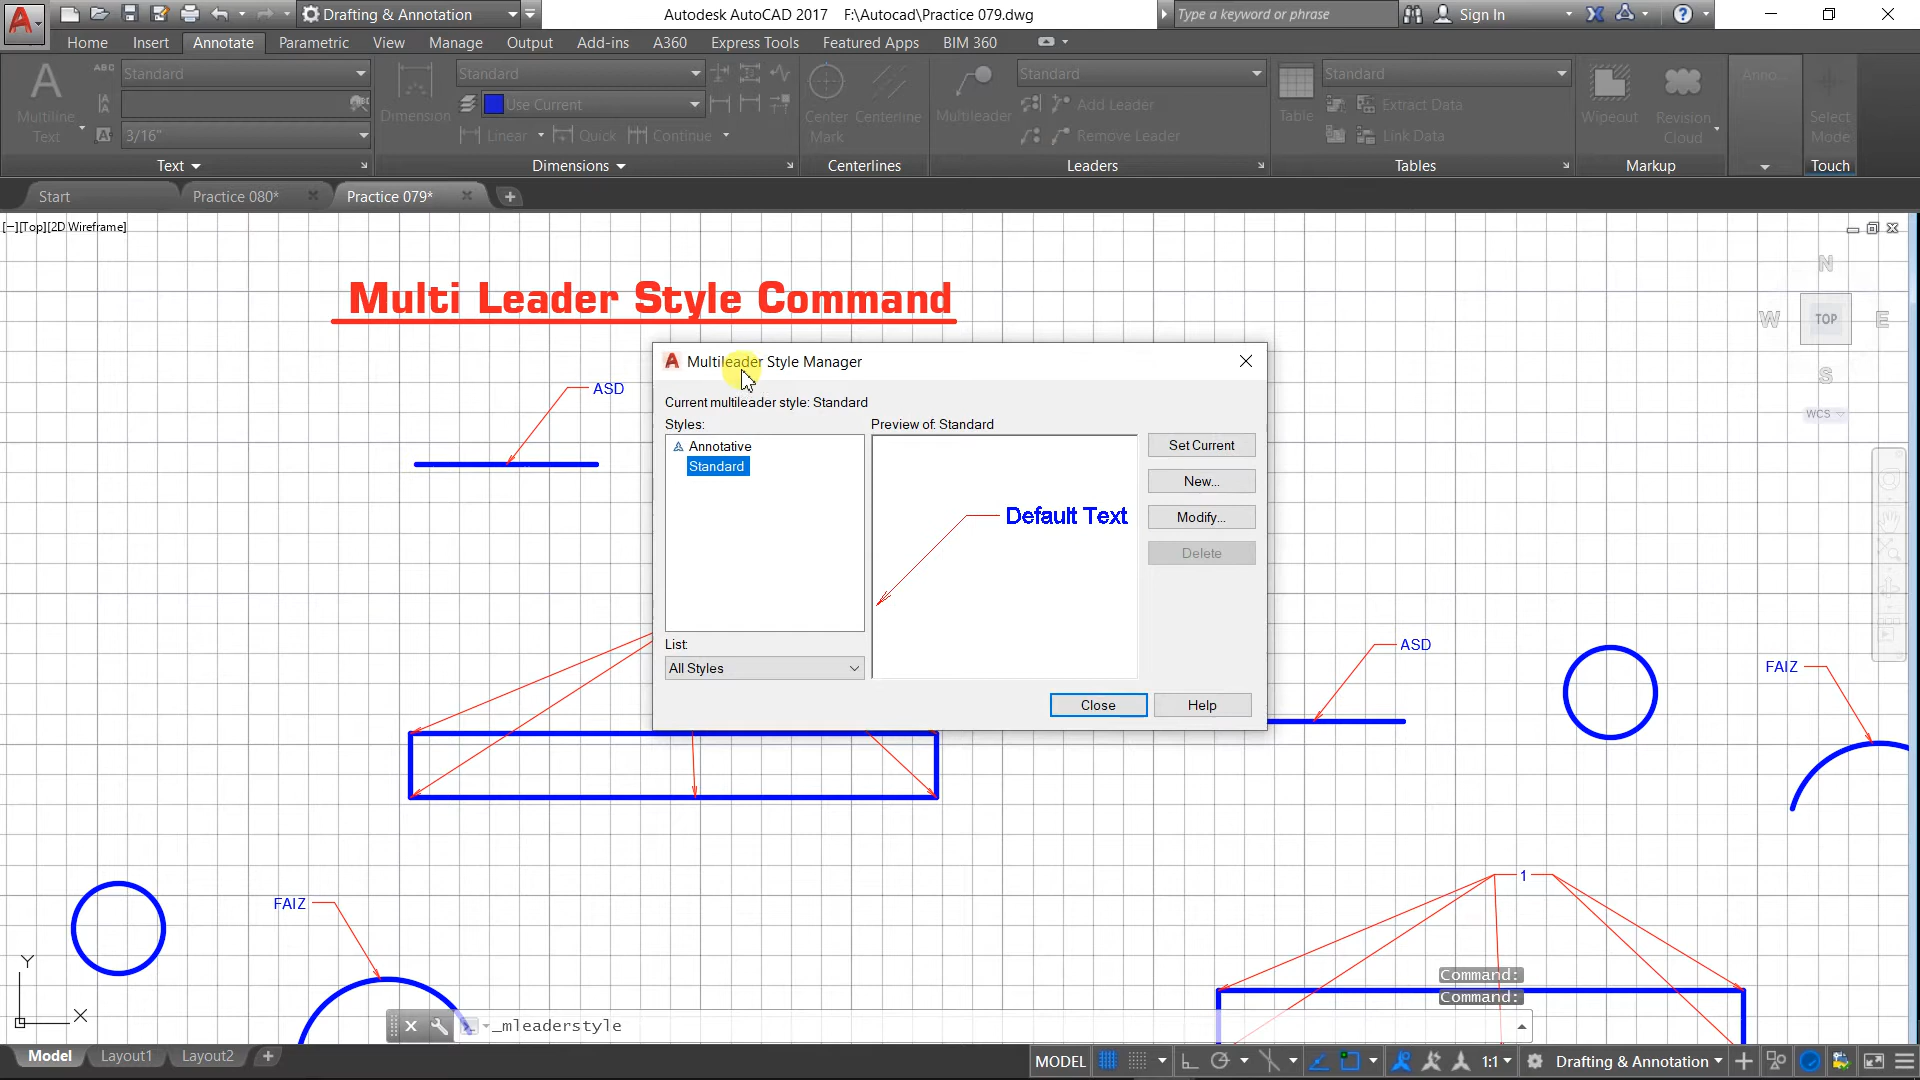 Drafting & Annotation
Autodesk AutoCAD 2017 F:\Autocad\Practice 079.dwg
Type a keyword or phrase
Sign In
Home Insert Annotate Parametric View Manage Output Add-ins A360 Express Tools Featured Apps BIM 360
Standard
Multiline Text
3/16"
Text
Dimension
Standard
Use Current
Linear Quick Continue
Dimensions
Center Mark
Centerline
Centerlines
Multileader
Standard
Add Leader
Remove Leader
Leaders
Table
Standard
Extract Data
Link Data
Tables
Wipeout
Revision Cloud
Markup
Anno...
Select Mode
Touch
Start
Practice 080*
Practice 079*
[−][Top][2D Wireframe]
N
W TOP E
S
WCS
Multi Leader Style Command
ASD
Multileader Style Manager
Current multileader style: Standard
Styles:
Annotative
Standard
Preview of: Standard
Default Text
Set Current
New...
Modify...
Delete
List:
All Styles
Close
Help
ASD
FAIZ
FAIZ
1
Command:
Command:
Y
X
_mleaderstyle
Model Layout1 Layout2
MODEL
1:1
Drafting & Annotation